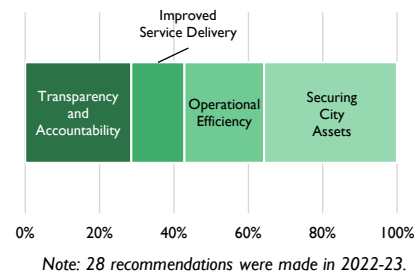 Improved
Service Delivery
Transparency
and
Accountability
Operational
Efficiency
Securing
City
Assets
0% 20% 40% 60% 80% 100%
Note: 28 recommendations were made in 2022-23.